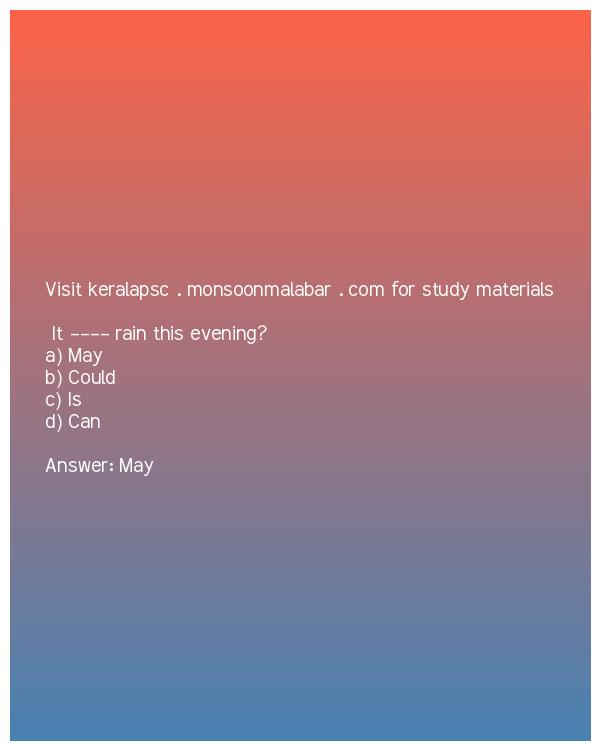 Visit keralapsc . monsoonmalabar . com for study materials
It ---- rain this evening?
a) May
b) Could
c) Is
d) Can
Answer: May